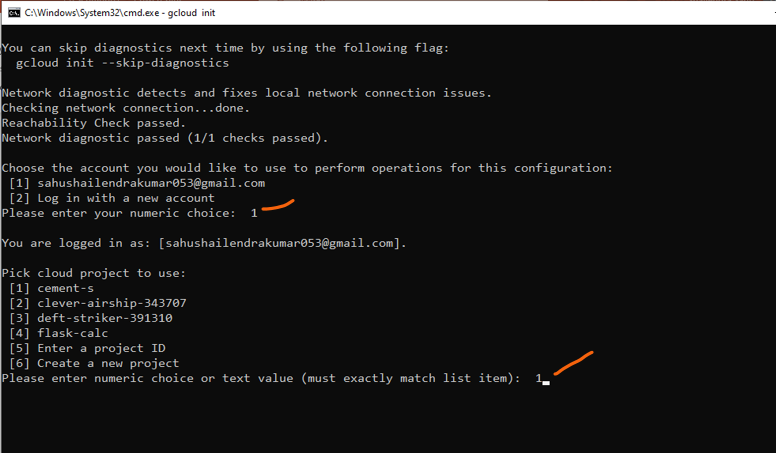 C:\Windows\System32\cmd.exe - gcloud init
You can skip diagnostics next time by using the following flag:
gcloud init --skip-diagnostics
Network diagnostic detects and fixes local network connection issues.
Checking network connection...done.
Reachability Check passed.
Network diagnostic passed (1/1 checks passed).
Choose the account you would like to use to perform operations for this configuration:
[1] sahushailendrakumar053@gmail.com
[2] Log in with a new account
Please enter your numeric choice:  1
You are logged in as: [sahushailendrakumar053@gmail.com].
Pick cloud project to use:
[1] cement-s
[2] clever-airship-343707
[3] deft-striker-391310
[4] flask-calc
[5] Enter a project ID
[6] Create a new project
Please enter numeric choice or text value (must exactly match list item):  1